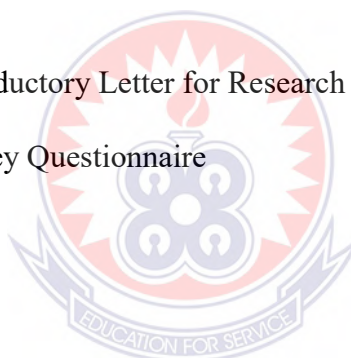 ductory Letter for Research
ey Questionnaire
EDUCATION FOR SERVICE